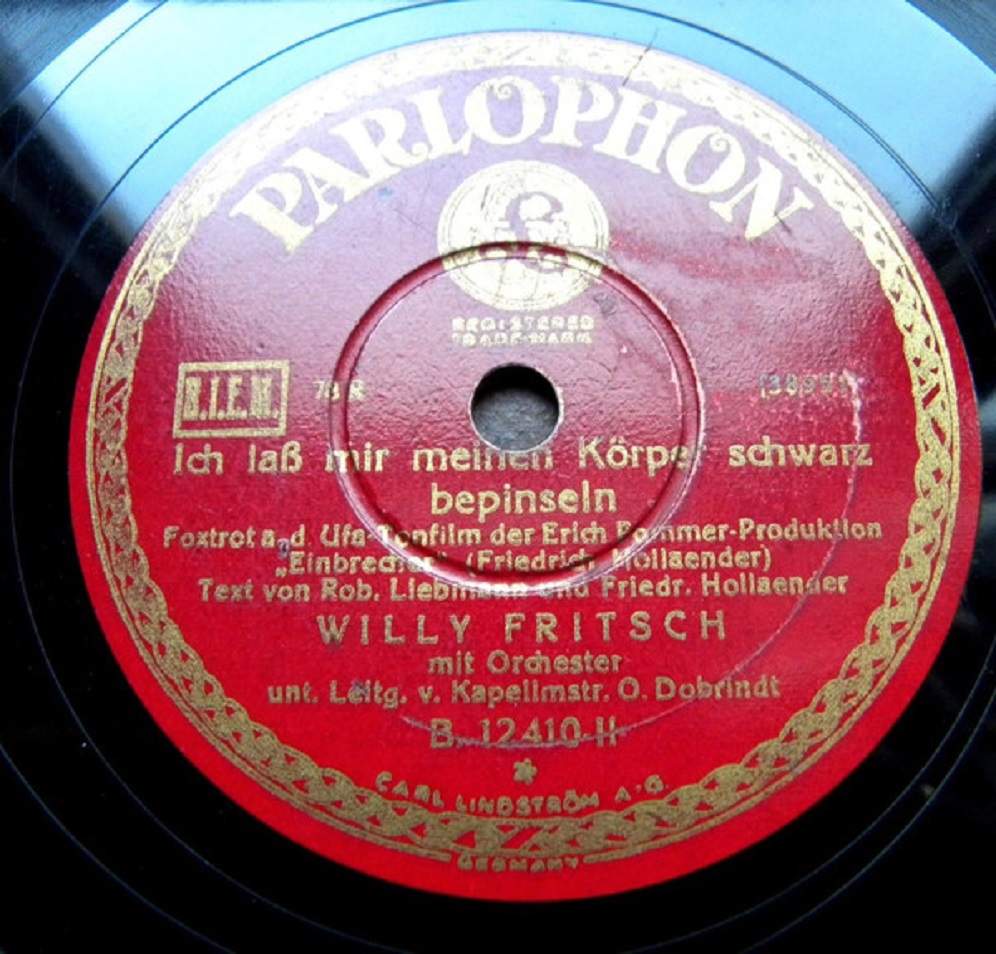 PARLOPHON
REGISTERED
TRADE-MARK
B.I.E.M. 78 R
Ich laß mir meinen Körper schwarz
bepinseln
Foxtrot a. d. Ufa-Tonfilm der Erich Pommer-Produktion
„Einbrecher" (Friedrich Hollaender)
Text von Rob. Liebmann und Friedr. Hollaender
WILLY FRITSCH
mit Orchester
unt. Leitg. v. Kapellmstr. O. Dobrindt
B. 12410-II
CARL LINDSTRÖM A.G.
GERMANY